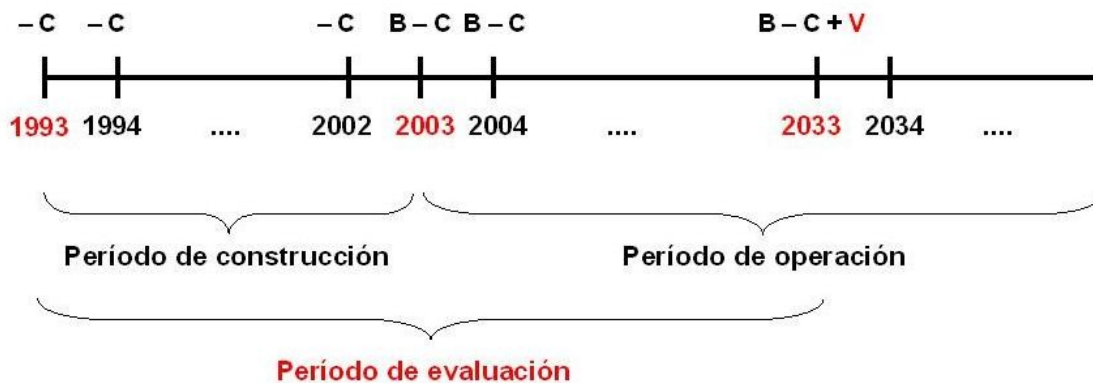 – C – C – C B – C B – C B – C + V
1993 1994 .... 2002 2003 2004 .... 2033 2034 ....
Período de construcción Período de operación
Período de evaluación